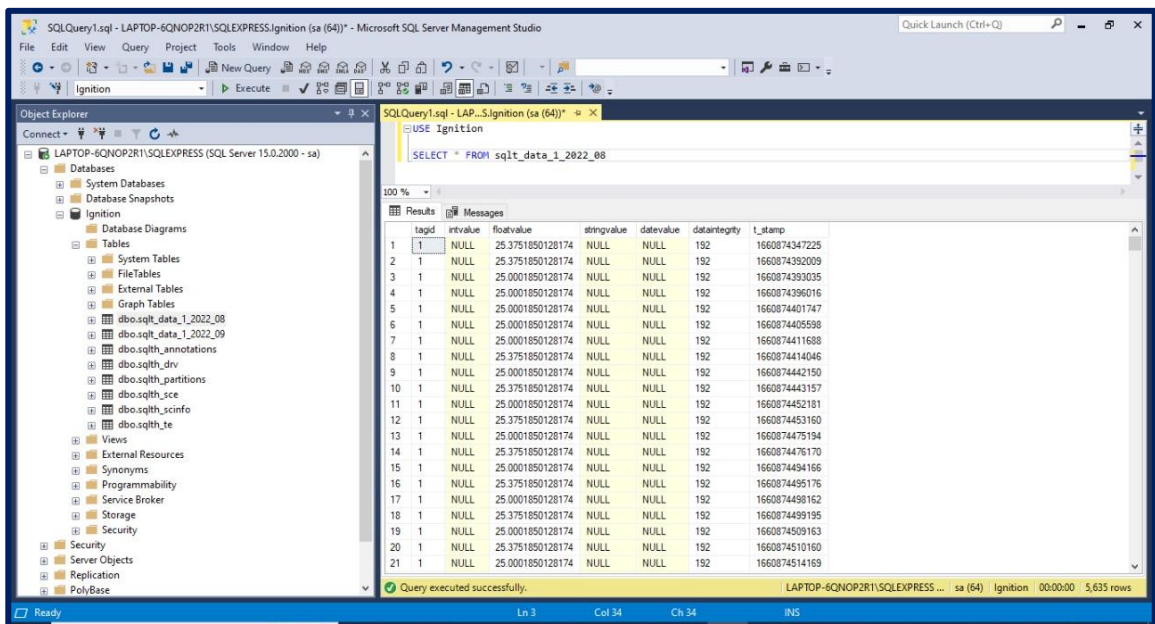 SQLQuery1.sql - LAPTOP-6QNOP2R1\SQLEXPRESS.Ignition (sa (64))* - Microsoft SQL Server Management Studio
Quick Launch (Ctrl+Q)
File Edit View Query Project Tools Window Help
New Query
Ignition
Execute
Object Explorer
Connect
LAPTOP-6QNOP2R1\SQLEXPRESS (SQL Server 15.0.2000 - sa)
Databases
System Databases
Database Snapshots
Ignition
Database Diagrams
Tables
System Tables
FileTables
External Tables
Graph Tables
dbo.sqlt_data_1_2022_08
dbo.sqlt_data_1_2022_09
dbo.sqlth_annotations
dbo.sqlth_drv
dbo.sqlth_partitions
dbo.sqlth_sce
dbo.sqlth_scinfo
dbo.sqlth_te
Views
External Resources
Synonyms
Programmability
Service Broker
Storage
Security
Security
Server Objects
Replication
PolyBase
SQLQuery1.sql - LAP...S.Ignition (sa (64))*
USE Ignition
SELECT * FROM sqlt_data_1_2022_08
100 %
Results Messages
tagid intvalue floatvalue stringvalue datevalue dataintegrity t_stamp
1 1 NULL 25.3751850128174 NULL NULL 192 1660874347225
2 1 NULL 25.3751850128174 NULL NULL 192 1660874392009
3 1 NULL 25.0001850128174 NULL NULL 192 1660874393035
4 1 NULL 25.0001850128174 NULL NULL 192 1660874396016
5 1 NULL 25.0001850128174 NULL NULL 192 1660874401747
6 1 NULL 25.0001850128174 NULL NULL 192 1660874405598
7 1 NULL 25.0001850128174 NULL NULL 192 1660874411688
8 1 NULL 25.3751850128174 NULL NULL 192 1660874414046
9 1 NULL 25.0001850128174 NULL NULL 192 1660874442150
10 1 NULL 25.3751850128174 NULL NULL 192 1660874443157
11 1 NULL 25.0001850128174 NULL NULL 192 1660874452181
12 1 NULL 25.3751850128174 NULL NULL 192 1660874453160
13 1 NULL 25.0001850128174 NULL NULL 192 1660874475194
14 1 NULL 25.3751850128174 NULL NULL 192 1660874476170
15 1 NULL 25.0001850128174 NULL NULL 192 1660874494166
16 1 NULL 25.3751850128174 NULL NULL 192 1660874495176
17 1 NULL 25.0001850128174 NULL NULL 192 1660874498162
18 1 NULL 25.3751850128174 NULL NULL 192 1660874499195
19 1 NULL 25.0001850128174 NULL NULL 192 1660874509163
20 1 NULL 25.3751850128174 NULL NULL 192 1660874510160
21 1 NULL 25.0001850128174 NULL NULL 192 1660874514169
Query executed successfully.
LAPTOP-6QNOP2R1\SQLEXPRESS ... sa (64) Ignition 00:00:00 5,635 rows
Ready Ln 3 Col 34 Ch 34 INS